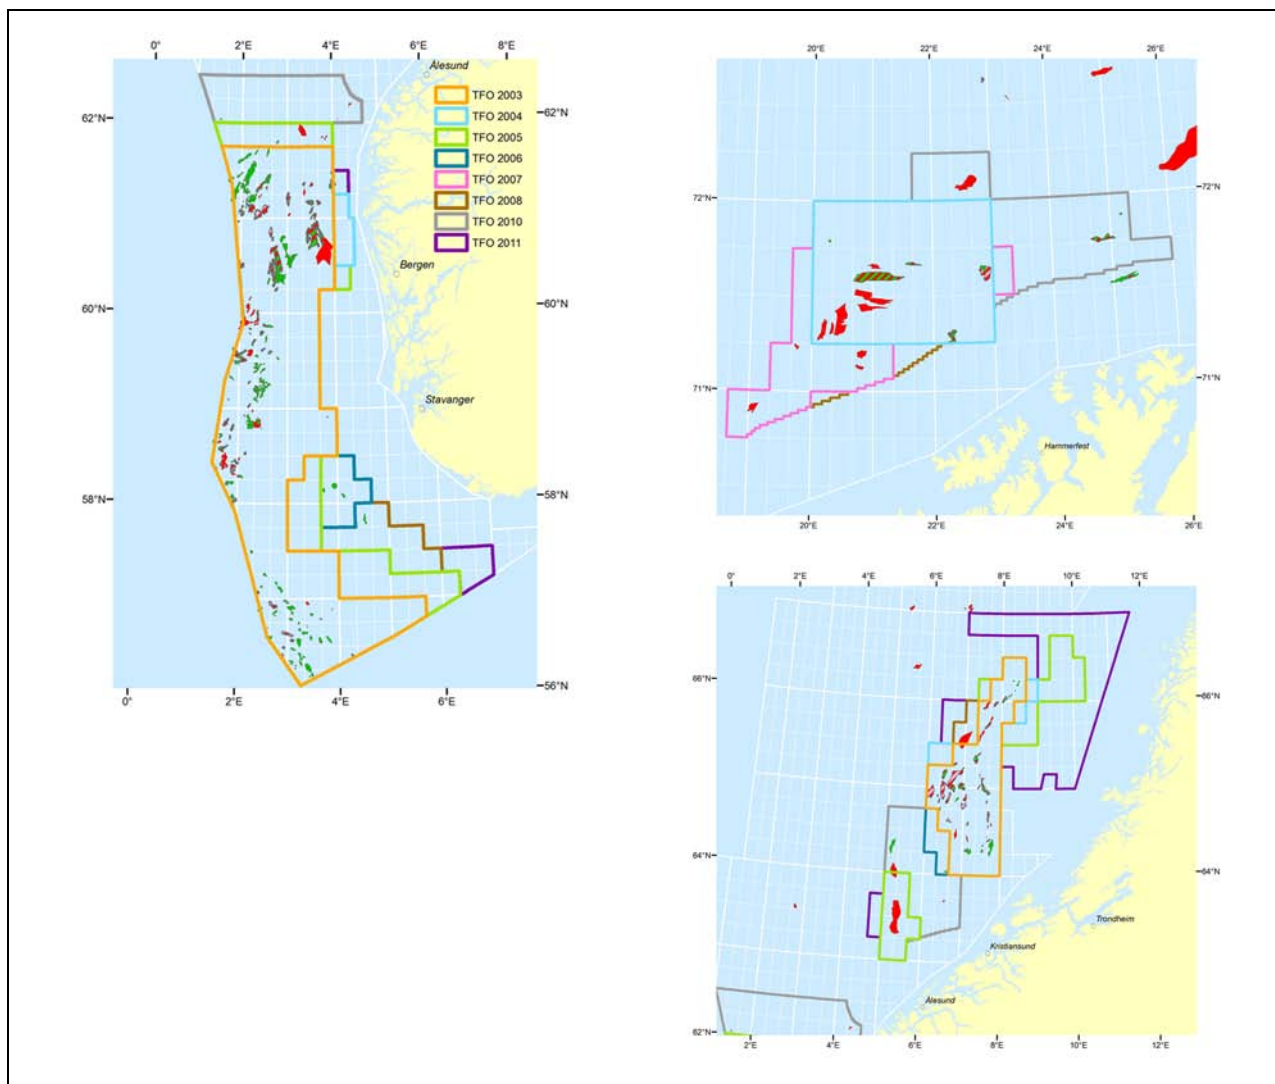 0° 2°E 4°E 6°E 8°E
Ålesund
62°N 62°N
TFO 2003
TFO 2004
TFO 2005
TFO 2006
TFO 2007
TFO 2008
TFO 2010
TFO 2011
Bergen
60°N 60°N
Stavanger
58°N 58°N
56°N
0° 2°E 4°E 6°E
20°E 22°E 24°E 26°E
72°N 72°N
71°N 71°N
Hammerfest
20°E 22°E 24°E 26°E
0° 2°E 4°E 6°E 8°E 10°E 12°E
66°N 66°N
64°N 64°N
Trondheim
Kristiansund
Ålesund
62°N
2°E 4°E 6°E 8°E 10°E 12°E